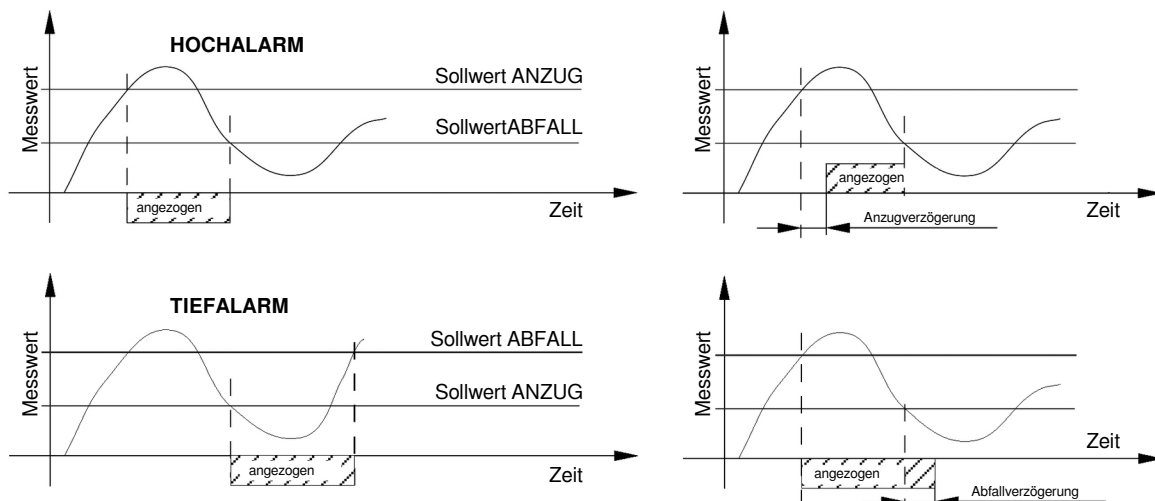 HOCHALARM
Messwert
Sollwert ANZUG
SollwertABFALL
angezogen
Zeit
Messwert
angezogen
Zeit
Anzugverzögerung
TIEFALARM
Messwert
Sollwert ABFALL
Sollwert ANZUG
angezogen
Zeit
Messwert
Zeit
angezogen
Abfallverzögerung